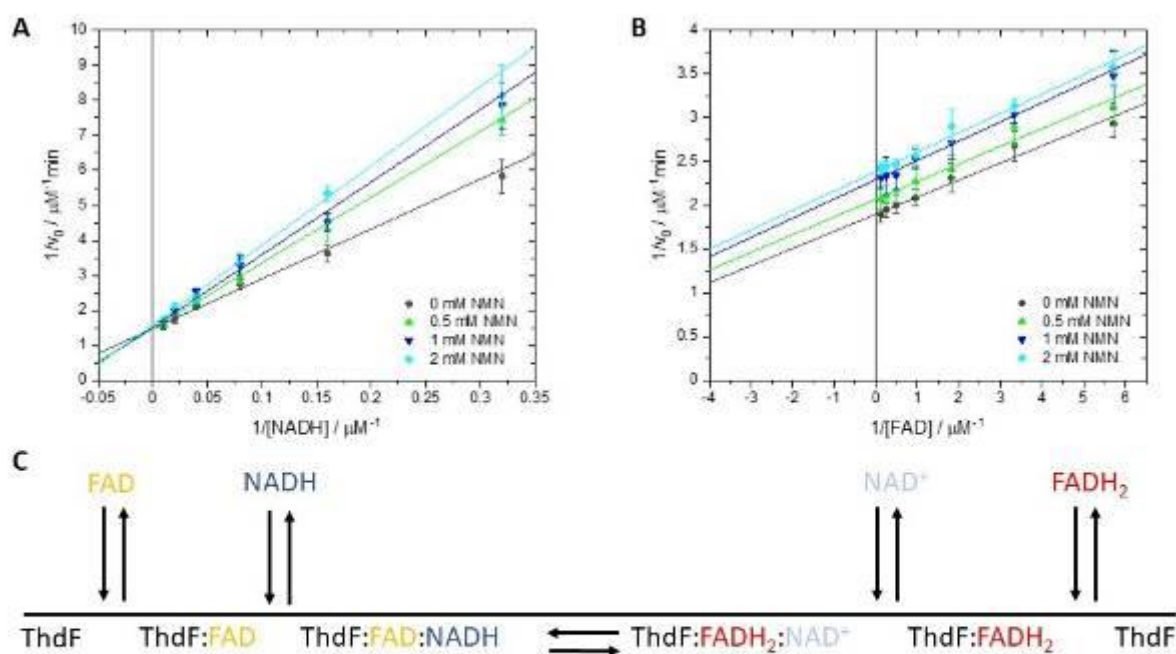 A
10
9
8
7
6
5
4
3
2
1
0
1/v₀ / μM⁻¹min
-0.05 0 0.05 0.10 0.15 0.20 0.25 0.30 0.35
1/[NADH] / μM⁻¹
0 mM NMN
0.5 mM NMN
1 mM NMN
2 mM NMN
B
4
3.5
3
2.5
2
1.5
1
0.5
0
1/v₀ / μM⁻¹min
-4 -3 -2 -1 0 1 2 3 4 5 6
1/[FAD] / μM⁻¹
0 mM NMN
0.5 mM NMN
1 mM NMN
2 mM NMN.
C
FAD NADH NAD⁺ FADH₂
ThdF ThdF:FAD ThdF:FAD:NADH ThdF:FADH₂:NAD⁺ ThdF:FADH₂ ThdF